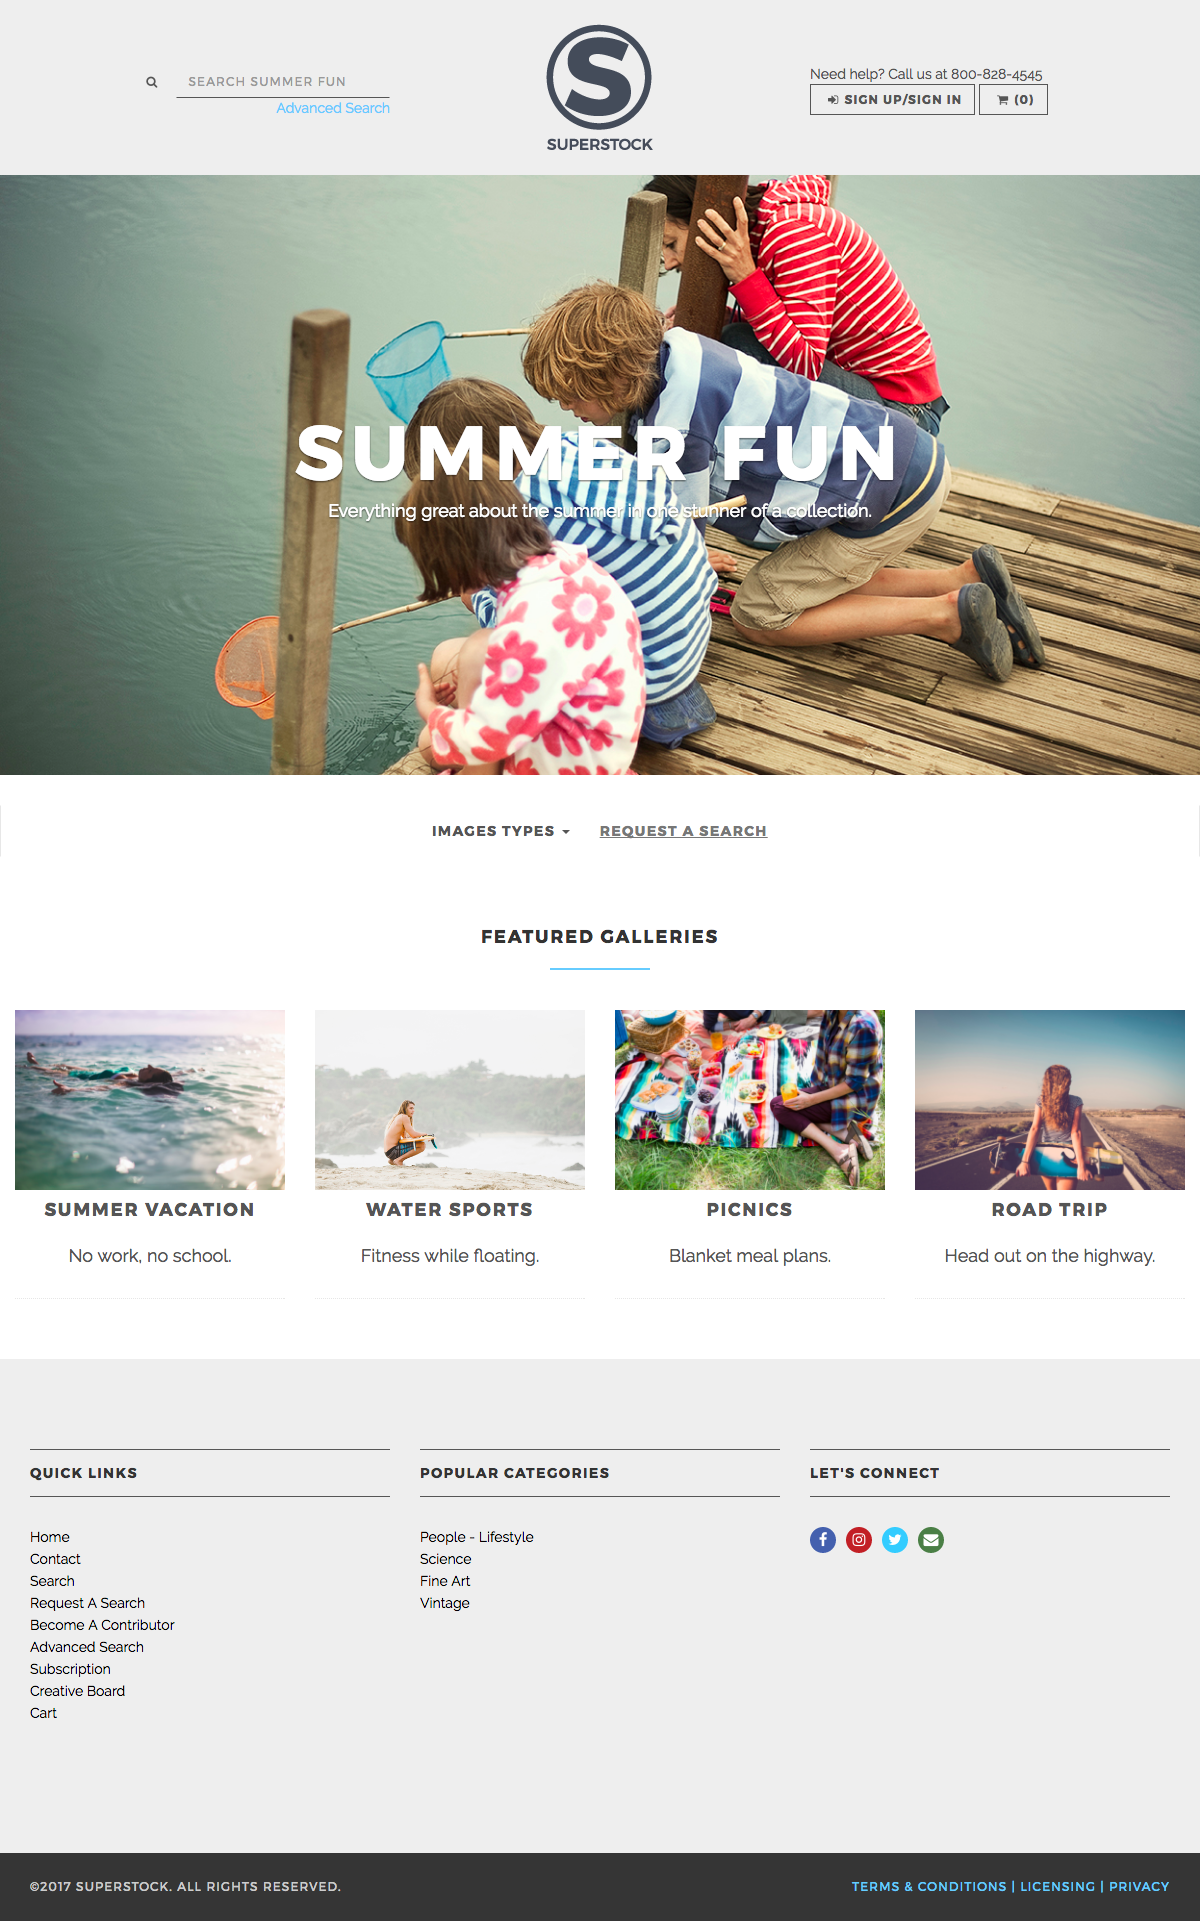 SEARCH SUMMER FUN
Advanced Search
S
SUPERSTOCK
Need help? Call us at 800-828-4545
SIGN UP/SIGN IN
(0)
SUMMER FUN
Everything great about the summer in one stunner of a collection.
IMAGES TYPES
REQUEST A SEARCH
FEATURED GALLERIES
SUMMER VACATION
No work, no school.
WATER SPORTS
Fitness while floating.
PICNICS
Blanket meal plans.
ROAD TRIP
Head out on the highway.
QUICK LINKS
Home
Contact
Search
Request A Search
Become A Contributor
Advanced Search
Subscription
Creative Board
Cart
POPULAR CATEGORIES
People - Lifestyle
Science
Fine Art
Vintage
LET'S CONNECT
©2017 SUPERSTOCK. ALL RIGHTS RESERVED.
TERMS & CONDITIONS | LICENSING | PRIVACY